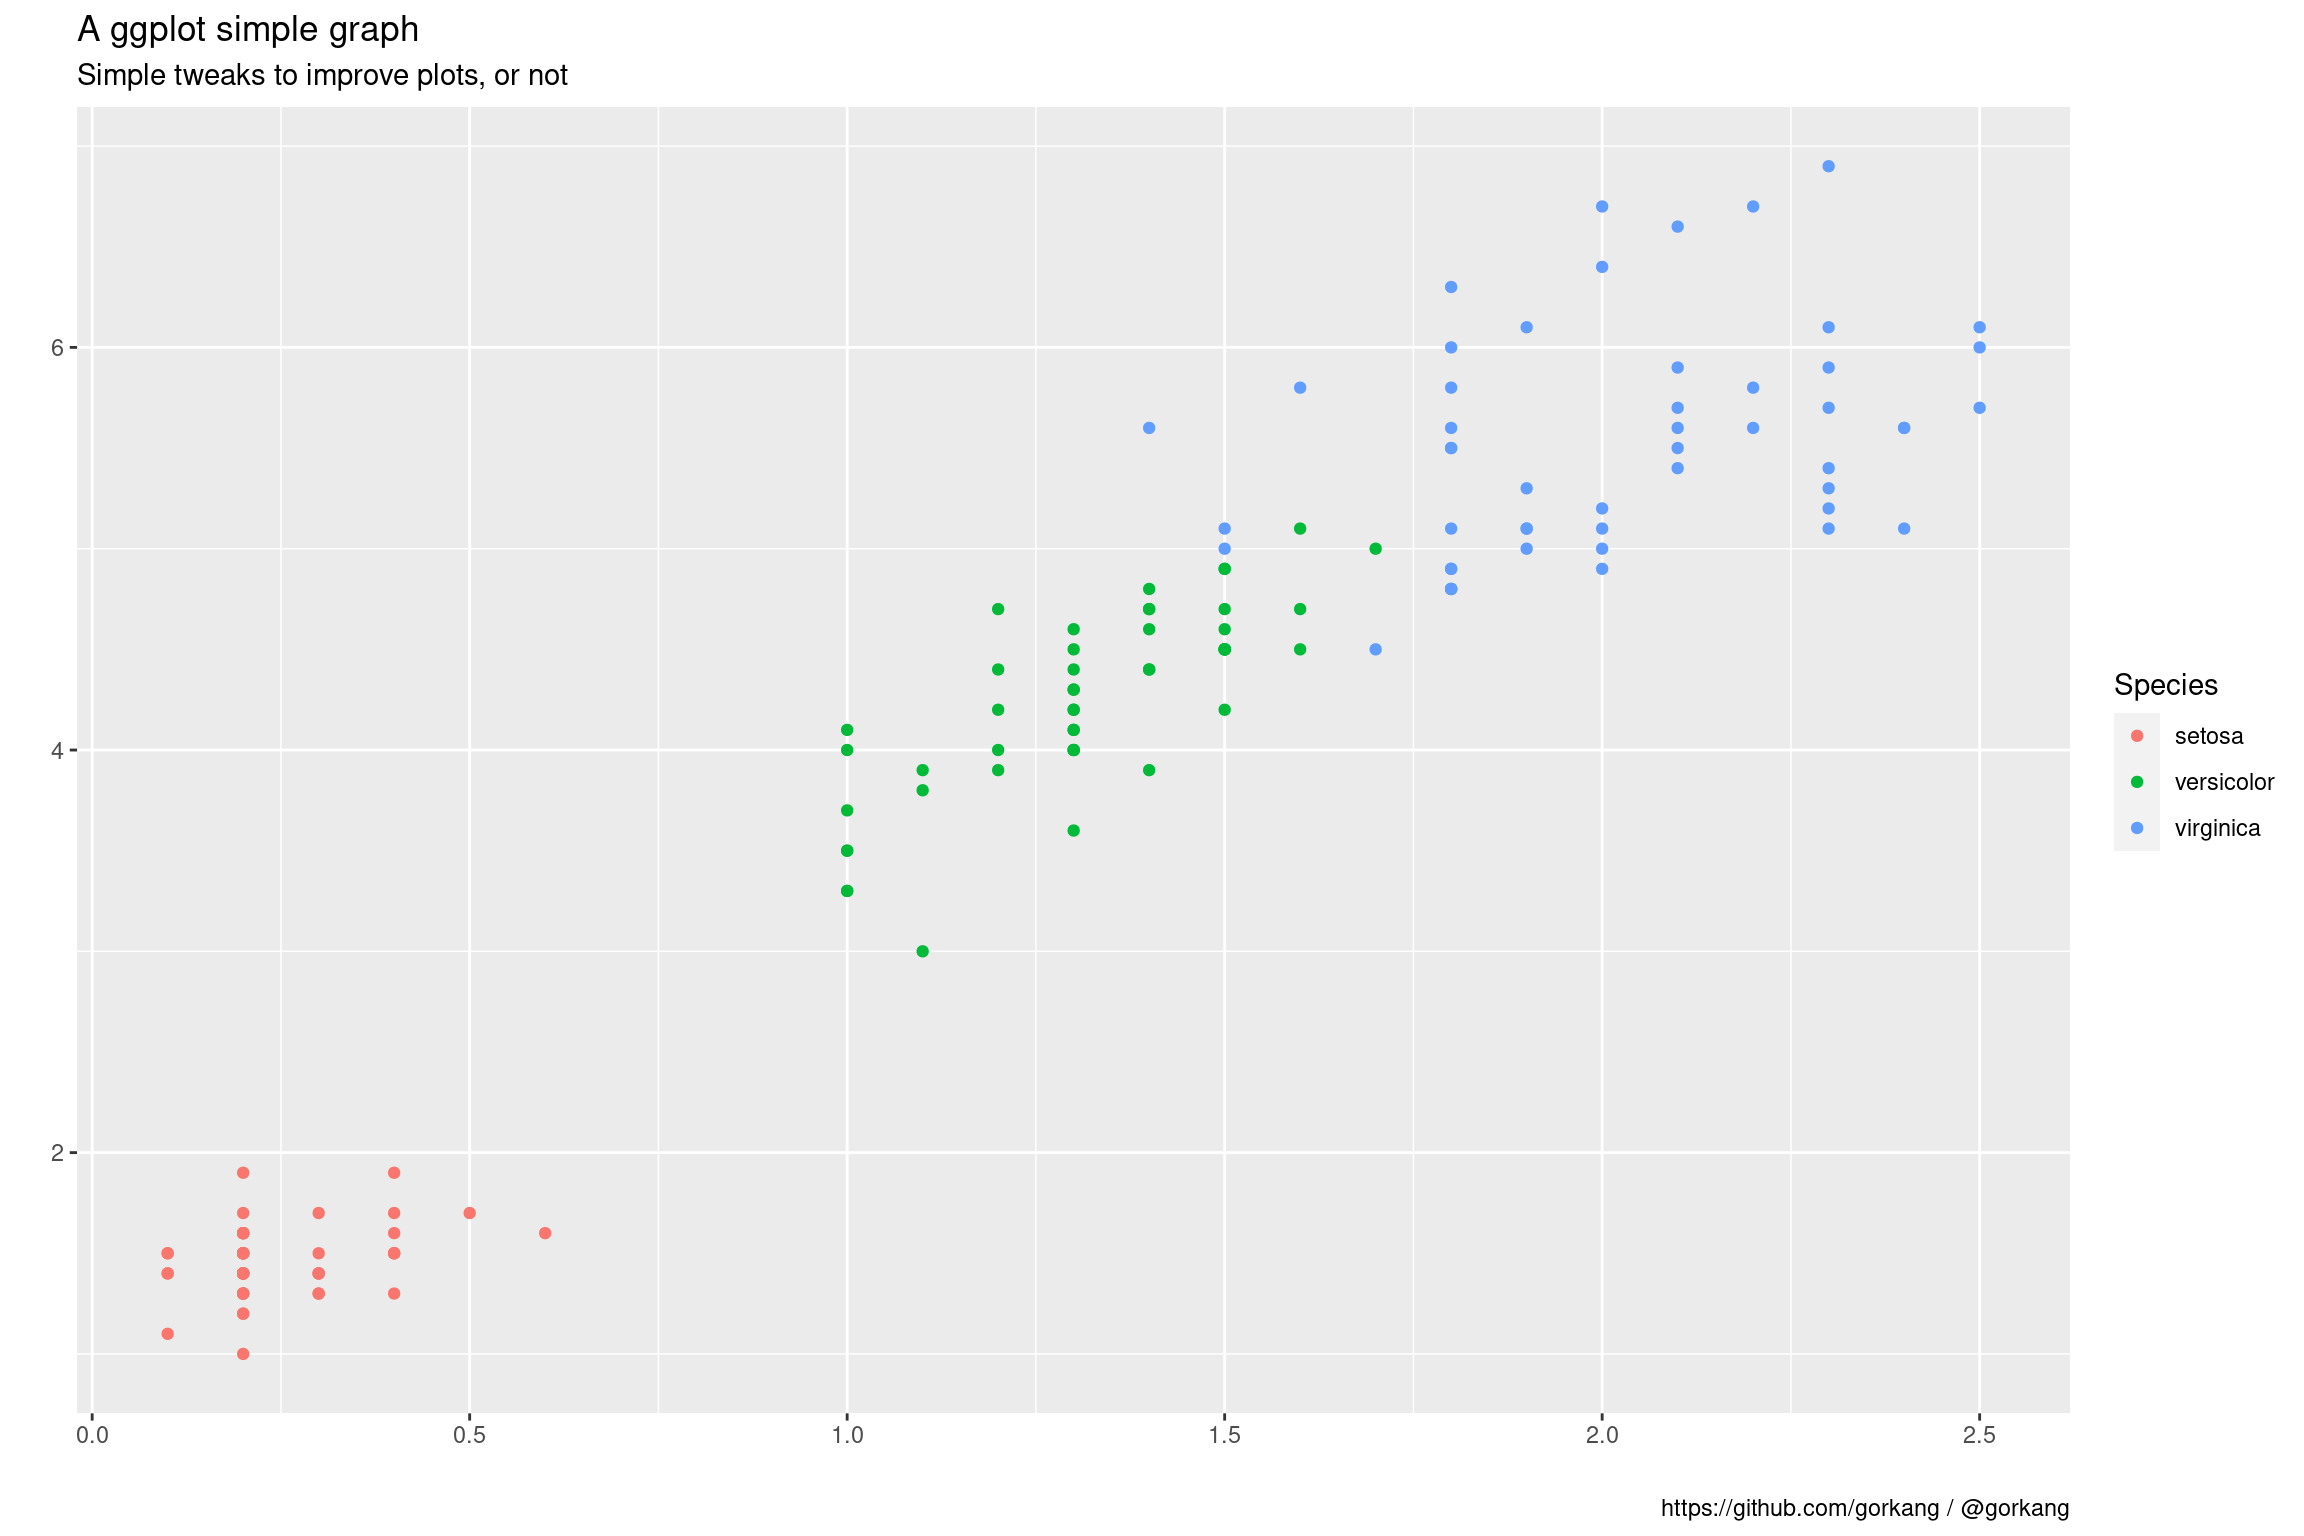 A ggplot simple graph
Simple tweaks to improve plots, or not
6
4
2
0.0 0.5 1.0 1.5 2.0 2.5
Species
setosa
versicolor
virginica
https://github.com/gorkang / @gorkang